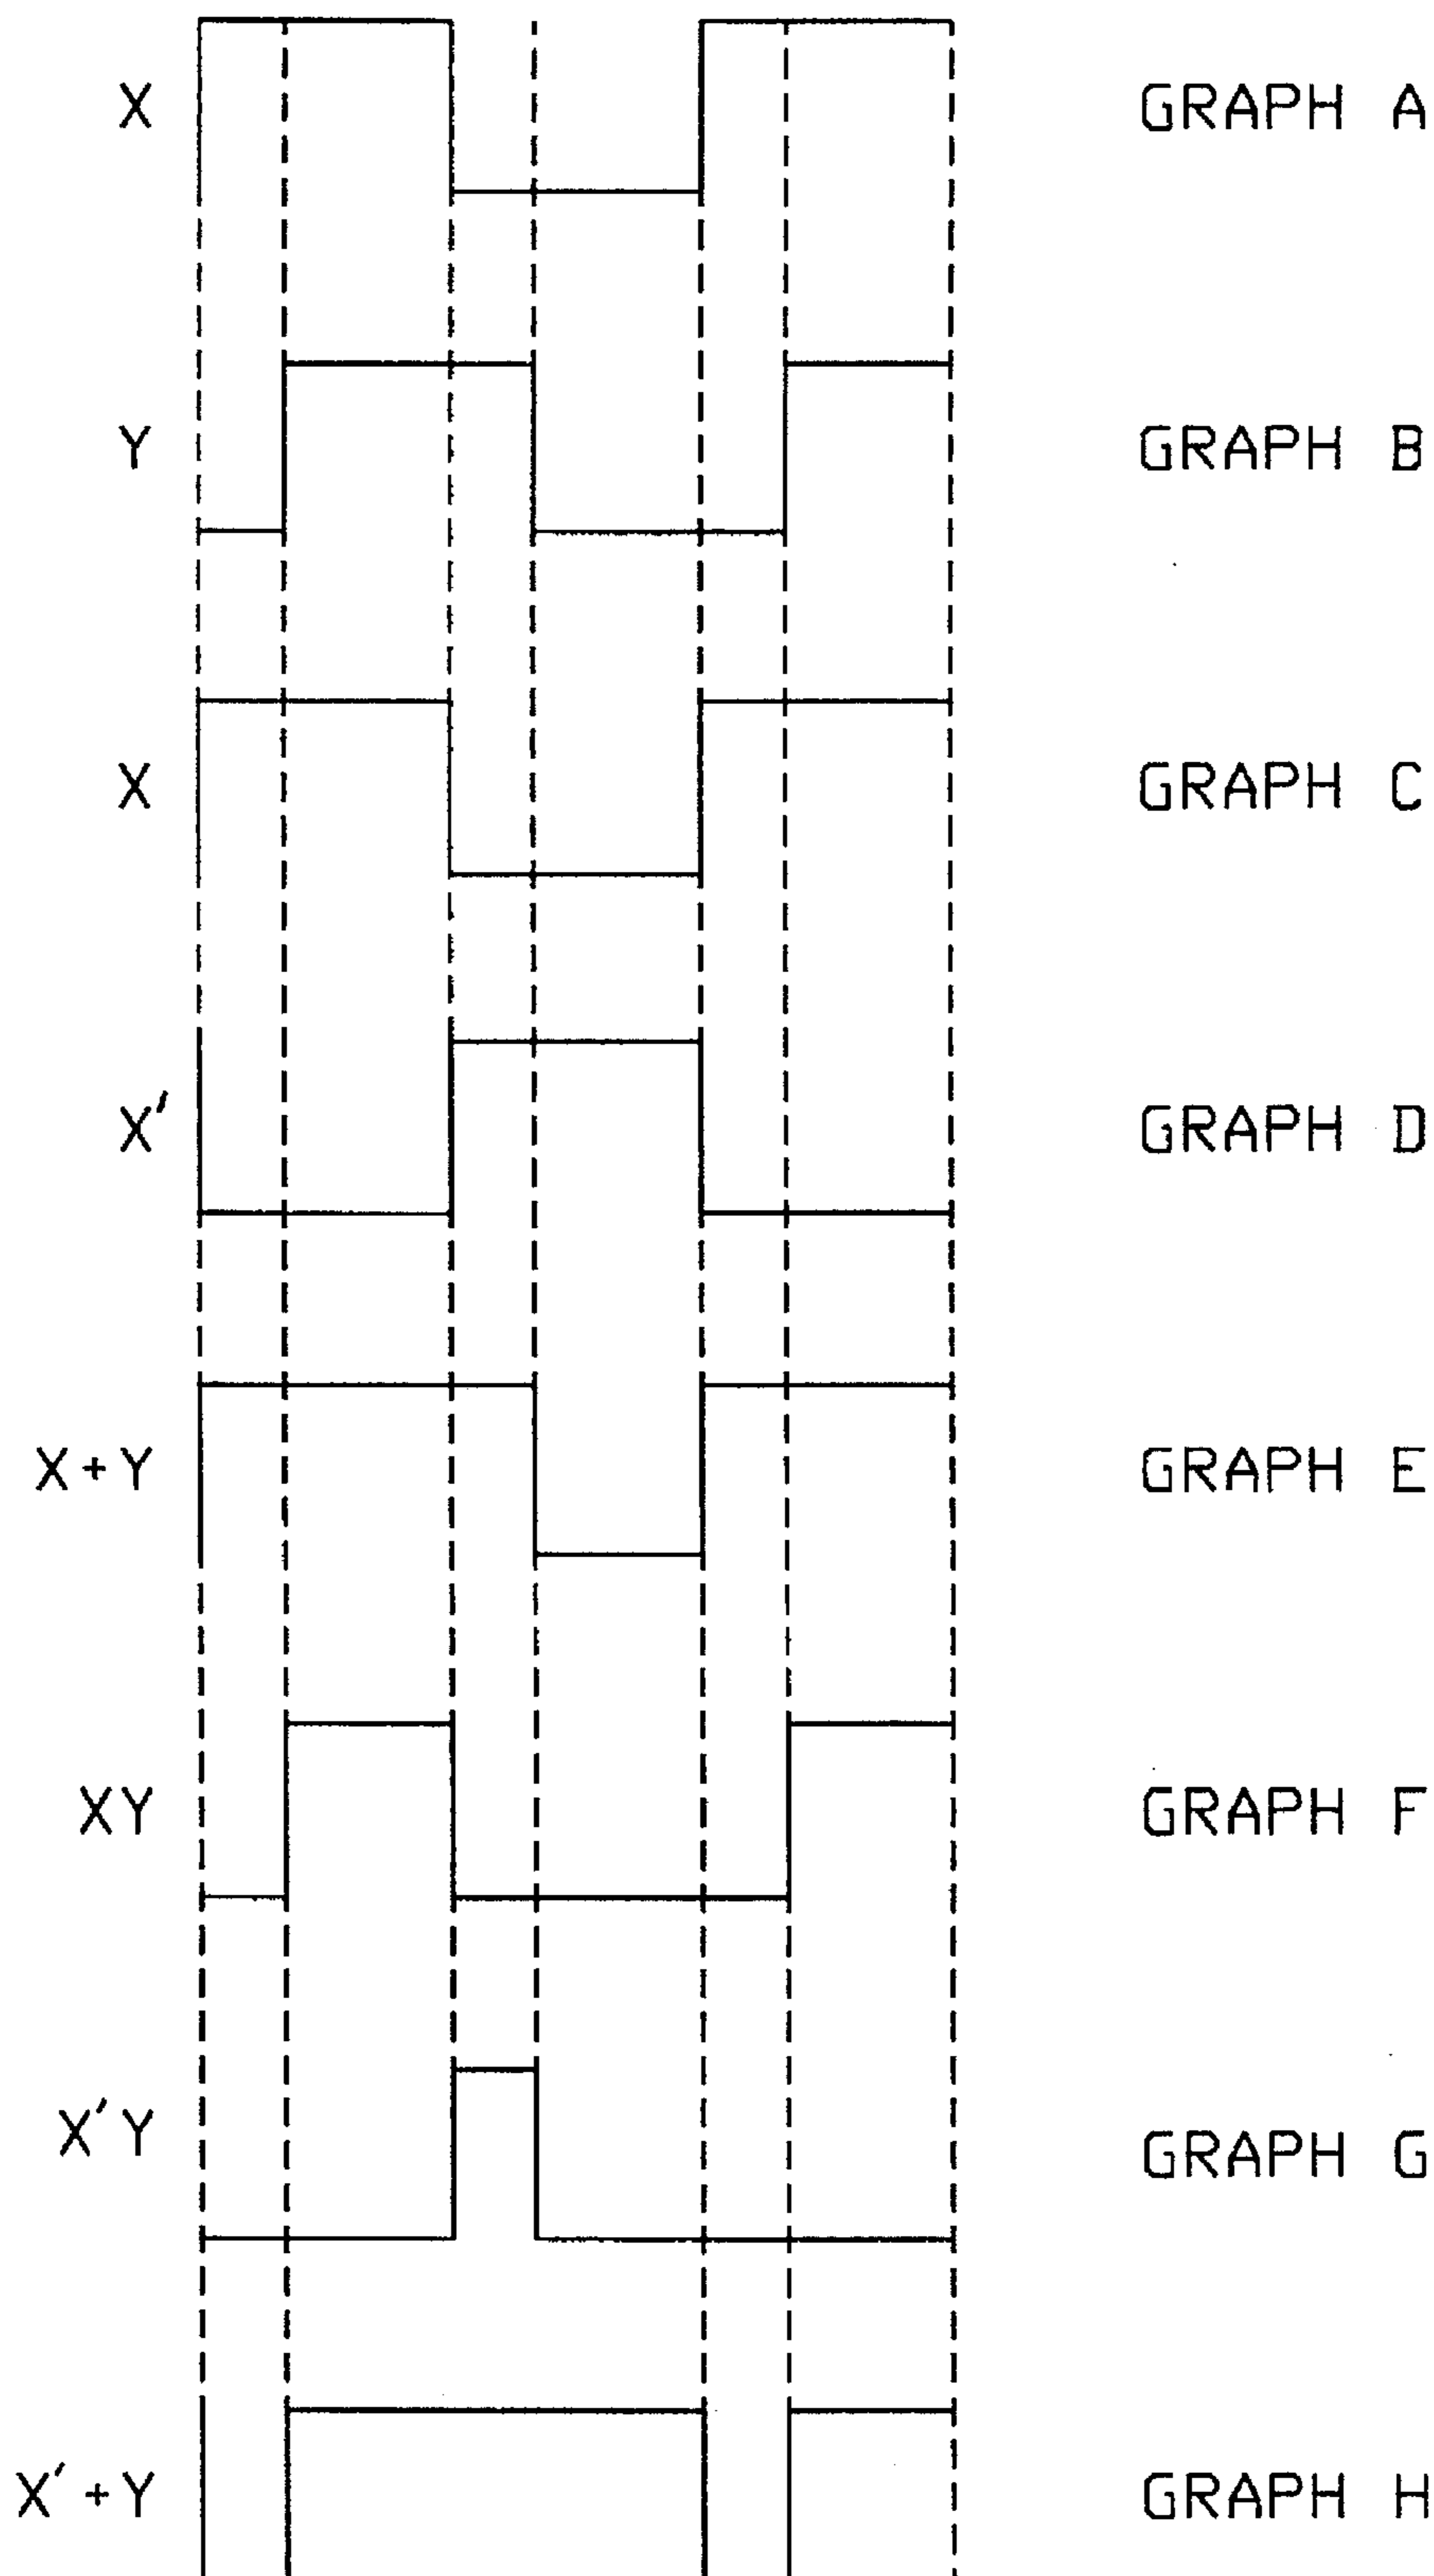 X GRAPH A
Y GRAPH B
X GRAPH C
X′ GRAPH D
X+Y GRAPH E
XY GRAPH F
X′Y GRAPH G
X′+Y GRAPH H